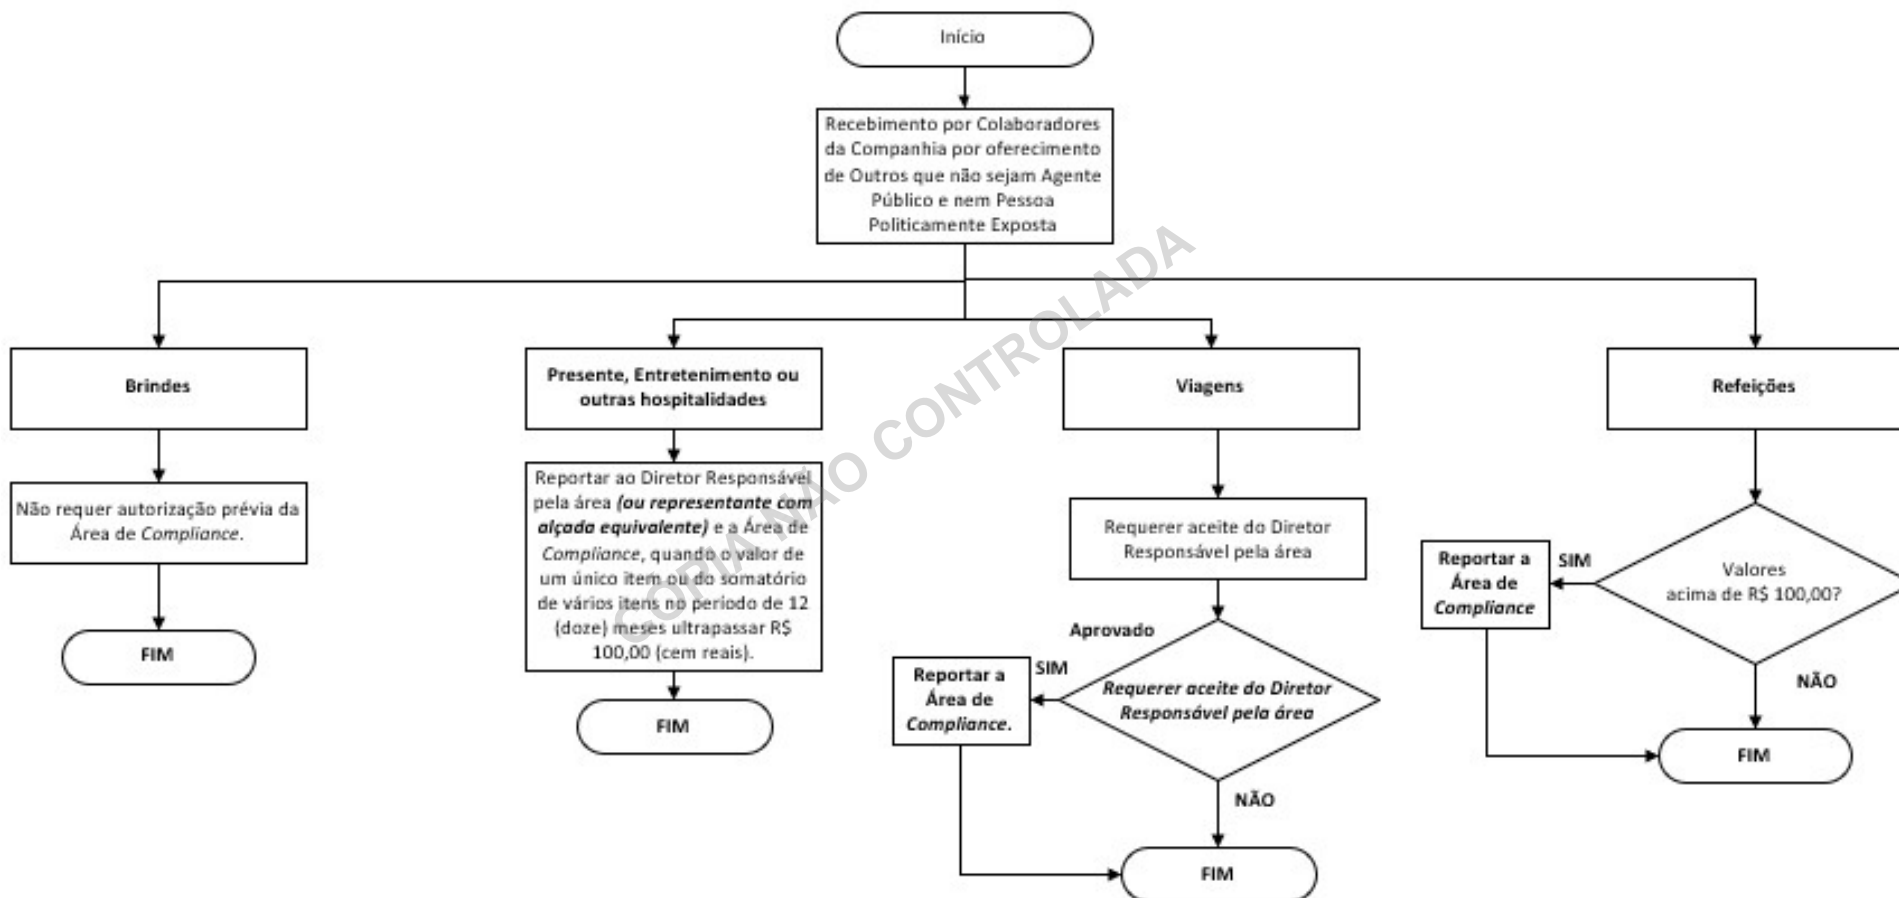 Início
Recebimento por Colaboradores
da Companhia por oferecimento
de Outros que não sejam Agente
Público e nem Pessoa
Politicamente Exposta
Brindes
Não requer autorização prévia da
Área de Compliance.
FIM
Presente, Entretenimento ou
outras hospitalidades
Reportar ao Diretor Responsável
pela área (ou representante com
alçada equivalente) e a Área de
Compliance, quando o valor de
um único item ou do somatório
de vários itens no período de 12
(doze) meses ultrapassar R$
100,00 (cem reais).
FIM
Viagens
Requerer aceite do Diretor
Responsável pela área
Aprovado
Requerer aceite do Diretor
Responsável pela área
SIM
Reportar a
Área de
Compliance.
NÃO
FIM
Refeições
Valores
acima de R$ 100,00?
SIM
Reportar a
Área de
Compliance
NÃO
FIM
COPIA NÃO CONTROLADA